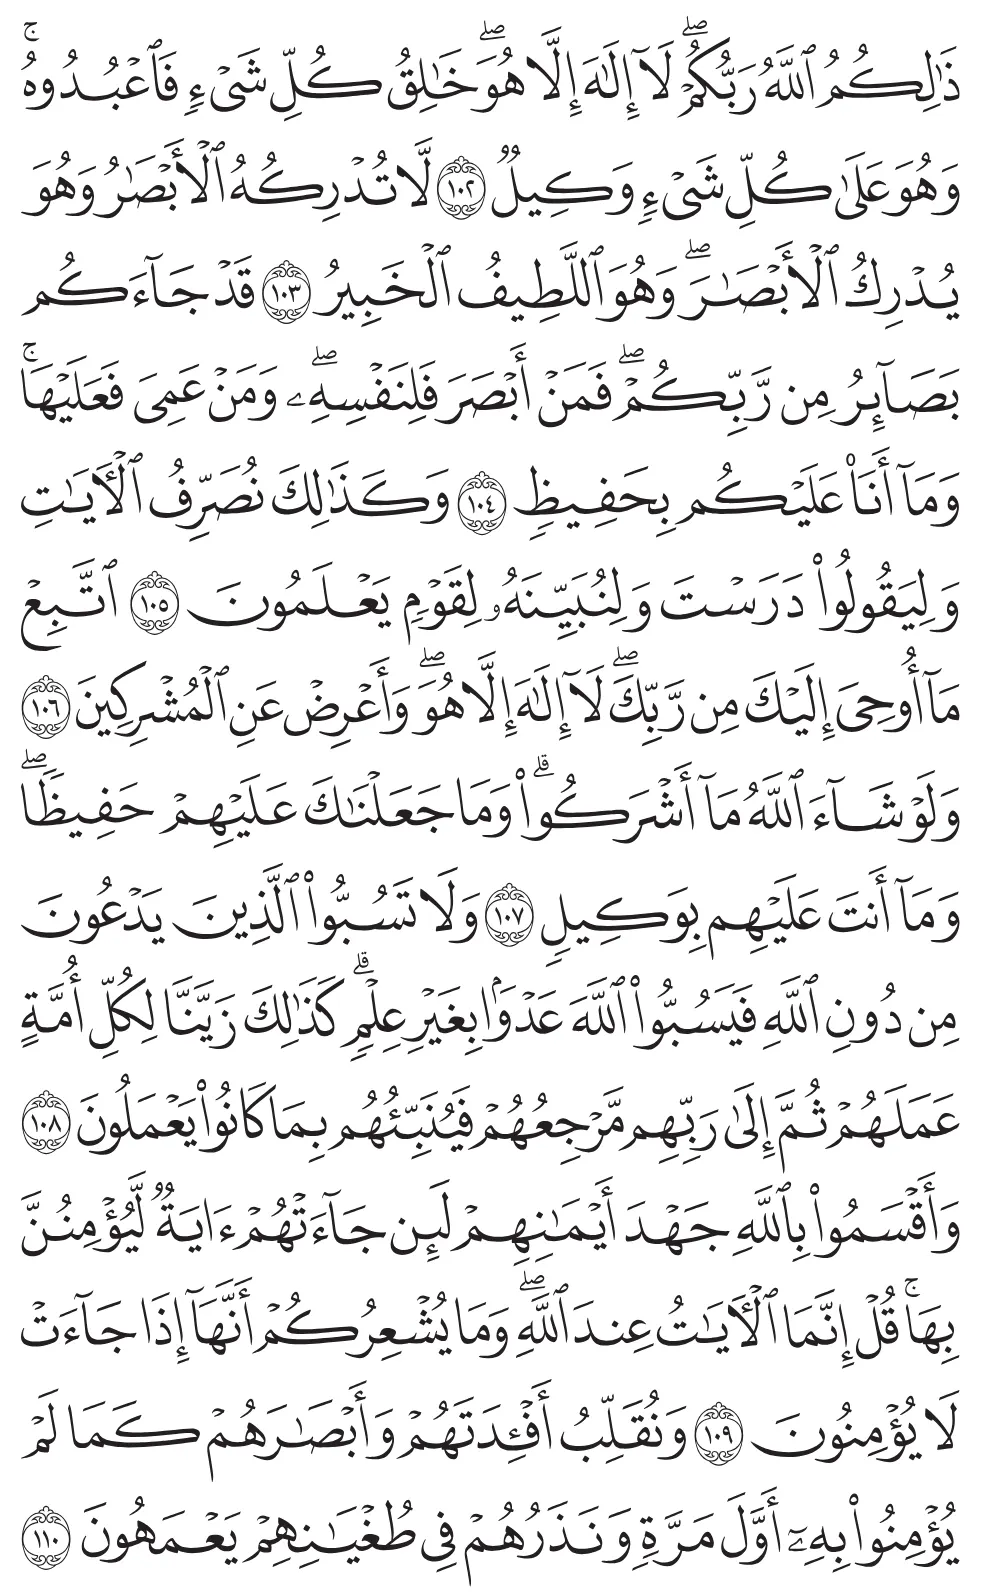 ذَٰلِكُمُ ٱللَّهُ رَبُّكُمۡۖ لَآ إِلَٰهَ إِلَّا هُوَۖ خَٰلِقُ كُلِّ شَيۡءٖ فَٱعۡبُدُوهُۚ
وَهُوَ عَلَىٰ كُلِّ شَيۡءٖ وَكِيلٞ ١٠٢ لَّا تُدۡرِكُهُ ٱلۡأَبۡصَٰرُ وَهُوَ
يُدۡرِكُ ٱلۡأَبۡصَٰرَۖ وَهُوَ ٱللَّطِيفُ ٱلۡخَبِيرُ ١٠٣ قَدۡ جَآءَكُم
بَصَآئِرُ مِن رَّبِّكُمۡۖ فَمَنۡ أَبۡصَرَ فَلِنَفۡسِهِۦۖ وَمَنۡ عَمِيَ فَعَلَيۡهَاۚ
وَمَآ أَنَا۠ عَلَيۡكُم بِحَفِيظٖ ١٠٤ وَكَذَٰلِكَ نُصَرِّفُ ٱلۡأٓيَٰتِ
وَلِيَقُولُواْ دَرَسۡتَ وَلِنُبَيِّنَهُۥ لِقَوۡمٖ يَعۡلَمُونَ ١٠٥ ٱتَّبِعۡ
مَآ أُوحِيَ إِلَيۡكَ مِن رَّبِّكَۖ لَآ إِلَٰهَ إِلَّا هُوَۖ وَأَعۡرِضۡ عَنِ ٱلۡمُشۡرِكِينَ ١٠٦
وَلَوۡ شَآءَ ٱللَّهُ مَآ أَشۡرَكُواْۗ وَمَا جَعَلۡنَٰكَ عَلَيۡهِمۡ حَفِيظٗاۖ
وَمَآ أَنتَ عَلَيۡهِم بِوَكِيلٖ ١٠٧ وَلَا تَسُبُّواْ ٱلَّذِينَ يَدۡعُونَ
مِن دُونِ ٱللَّهِ فَيَسُبُّواْ ٱللَّهَ عَدۡوَۢا بِغَيۡرِ عِلۡمٖۗ كَذَٰلِكَ زَيَّنَّا لِكُلِّ أُمَّةٍ
عَمَلَهُمۡ ثُمَّ إِلَىٰ رَبِّهِم مَّرۡجِعُهُمۡ فَيُنَبِّئُهُم بِمَا كَانُواْ يَعۡمَلُونَ ١٠٨
وَأَقۡسَمُواْ بِٱللَّهِ جَهۡدَ أَيۡمَٰنِهِمۡ لَئِن جَآءَتۡهُمۡ ءَايَةٞ لَّيُؤۡمِنُنَّ
بِهَاۚ قُلۡ إِنَّمَا ٱلۡأٓيَٰتُ عِندَ ٱللَّهِۖ وَمَا يُشۡعِرُكُمۡ أَنَّهَآ إِذَا جَآءَتۡ
لَا يُؤۡمِنُونَ ١٠٩ وَنُقَلِّبُ أَفۡـِٔدَتَهُمۡ وَأَبۡصَٰرَهُمۡ كَمَا لَمۡ
يُؤۡمِنُواْ بِهِۦٓ أَوَّلَ مَرَّةٖ وَنَذَرُهُمۡ فِي طُغۡيَٰنِهِمۡ يَعۡمَهُونَ ١١٠